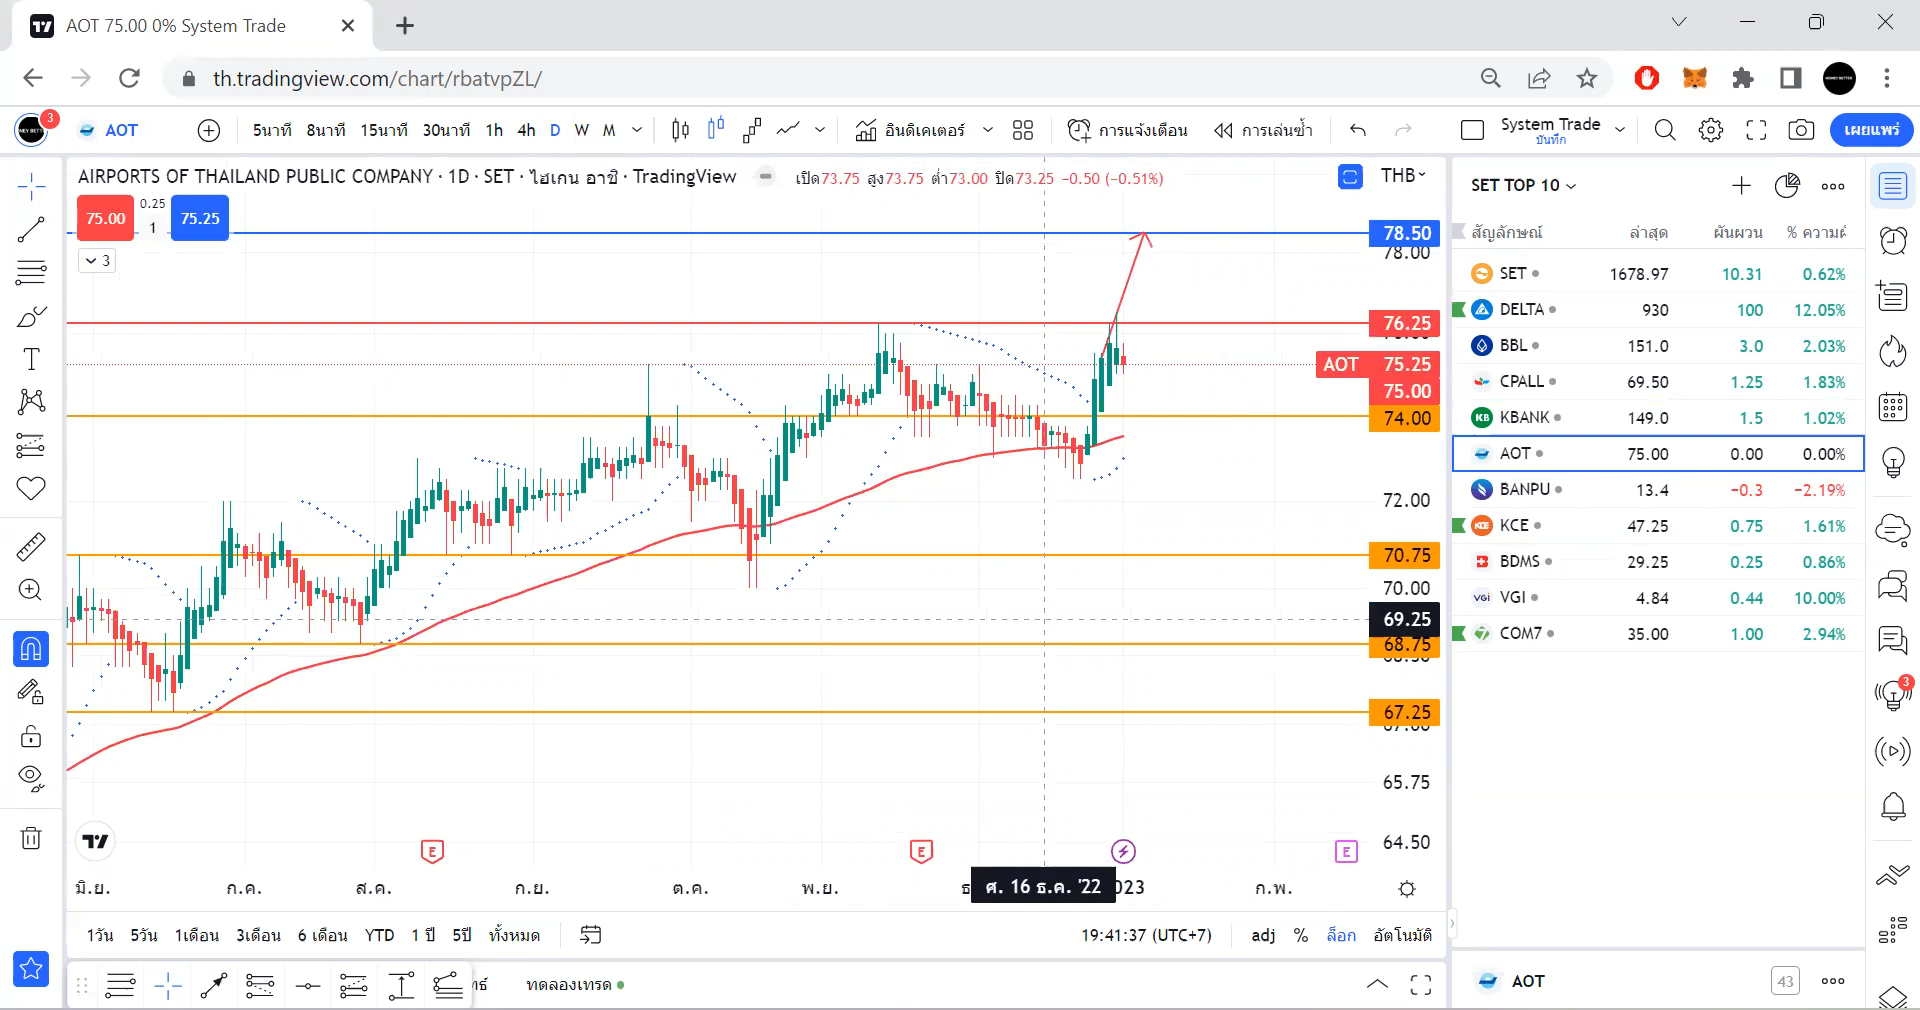 AOT 75.00 0% System Trade
th.tradingview.com/chart/rbatvpZL/
3
AOT
5นาที 8นาที 15นาที 30นาที 1h 4h D W M
อินดิเคเตอร์
การแจ้งเตือน
การเล่นซ้ำ
System Trade
บันทึก
เผยแพร่
AIRPORTS OF THAILAND PUBLIC COMPANY · 1D · SET · ไฮเกน อาชิ · TradingView
เปิด73.75 สูง73.75 ต่ำ73.00 ปิด73.25 −0.50 (−0.51%)
THB
75.00
0.25
1
75.25
3
78.50
78.00
76.25
AOT 75.25
75.00
74.00
72.00
70.75
70.00
69.25
68.75
67.25
65.75
64.50
E
E
E
มิ.ย. ก.ค. ส.ค. ก.ย. ต.ค. พ.ย.
ศ. 16 ธ.ค. '22
023
ก.พ.
1วัน 5วัน 1เดือน 3เดือน 6 เดือน YTD 1 ปี 5ปี ทั้งหมด
19:41:37 (UTC+7)
adj % ล็อก อัตโนมัติ
ทดลองเทรด
SET TOP 10
สัญลักษณ์ ล่าสุด ผันผวน
SET 1678.97 10.31 0.62%
DELTA 930 100 12.05%
BBL 151.0 3.0 2.03%
CPALL 69.50 1.25 1.83%
KB KBANK 149.0 1.5 1.02%
AOT 75.00 0.00 0.00%
BANPU 13.4 −0.3 −2.19%
KCE KCE 47.25 0.75 1.61%
BDMS 29.25 0.25 0.86%
VGI VGI 4.84 0.44 10.00%
COM7 35.00 1.00 2.94%
3
AOT
43